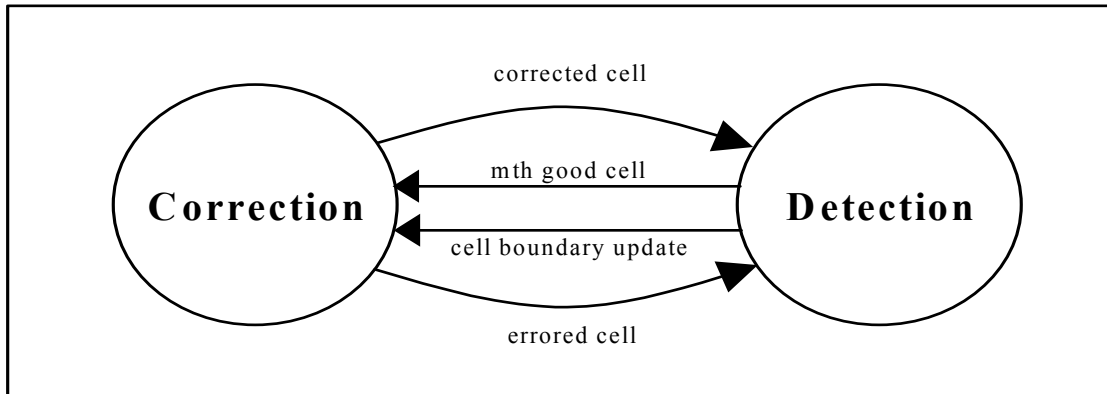 corrected cell
mth good cell
Correction
Detection
cell boundary update
errored cell